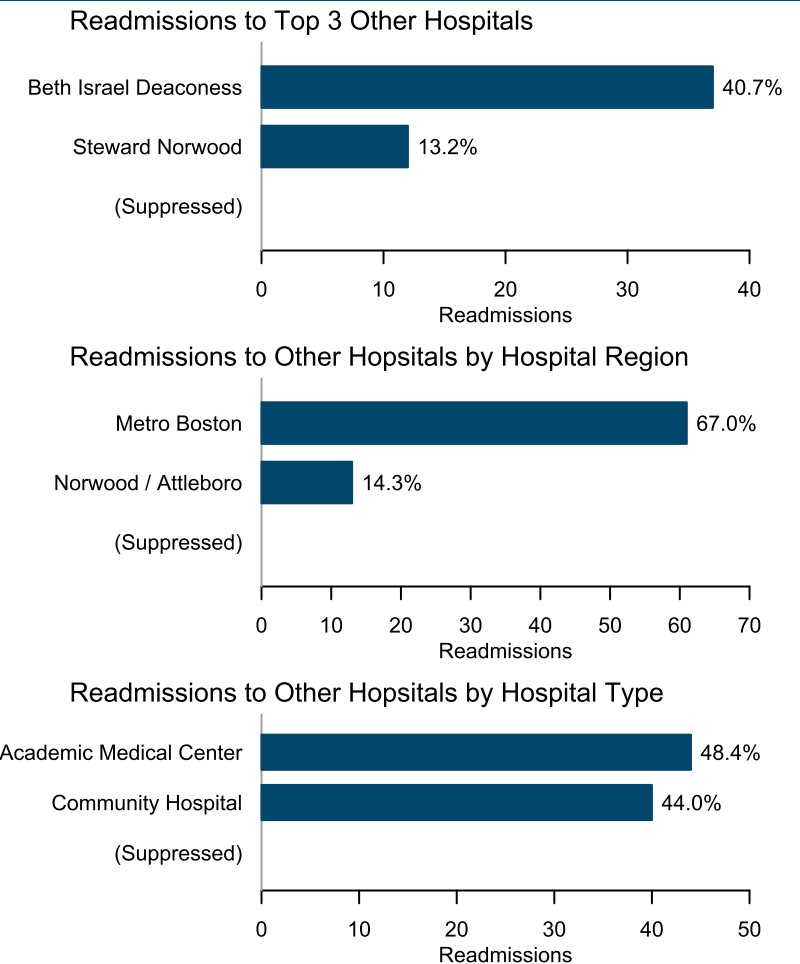 Readmissions to Top 3 Other Hospitals
Beth Israel Deaconess 40.7%
Steward Norwood 13.2%
(Suppressed)
0 10 20 30 40
Readmissions
Readmissions to Other Hopsitals by Hospital Region
Metro Boston 67.0%
Norwood / Attleboro 14.3%
(Suppressed)
0 10 20 30 40 50 60 70
Readmissions
Readmissions to Other Hopsitals by Hospital Type
Academic Medical Center 48.4%
Community Hospital 44.0%
(Suppressed)
0 10 20 30 40 50
Readmissions